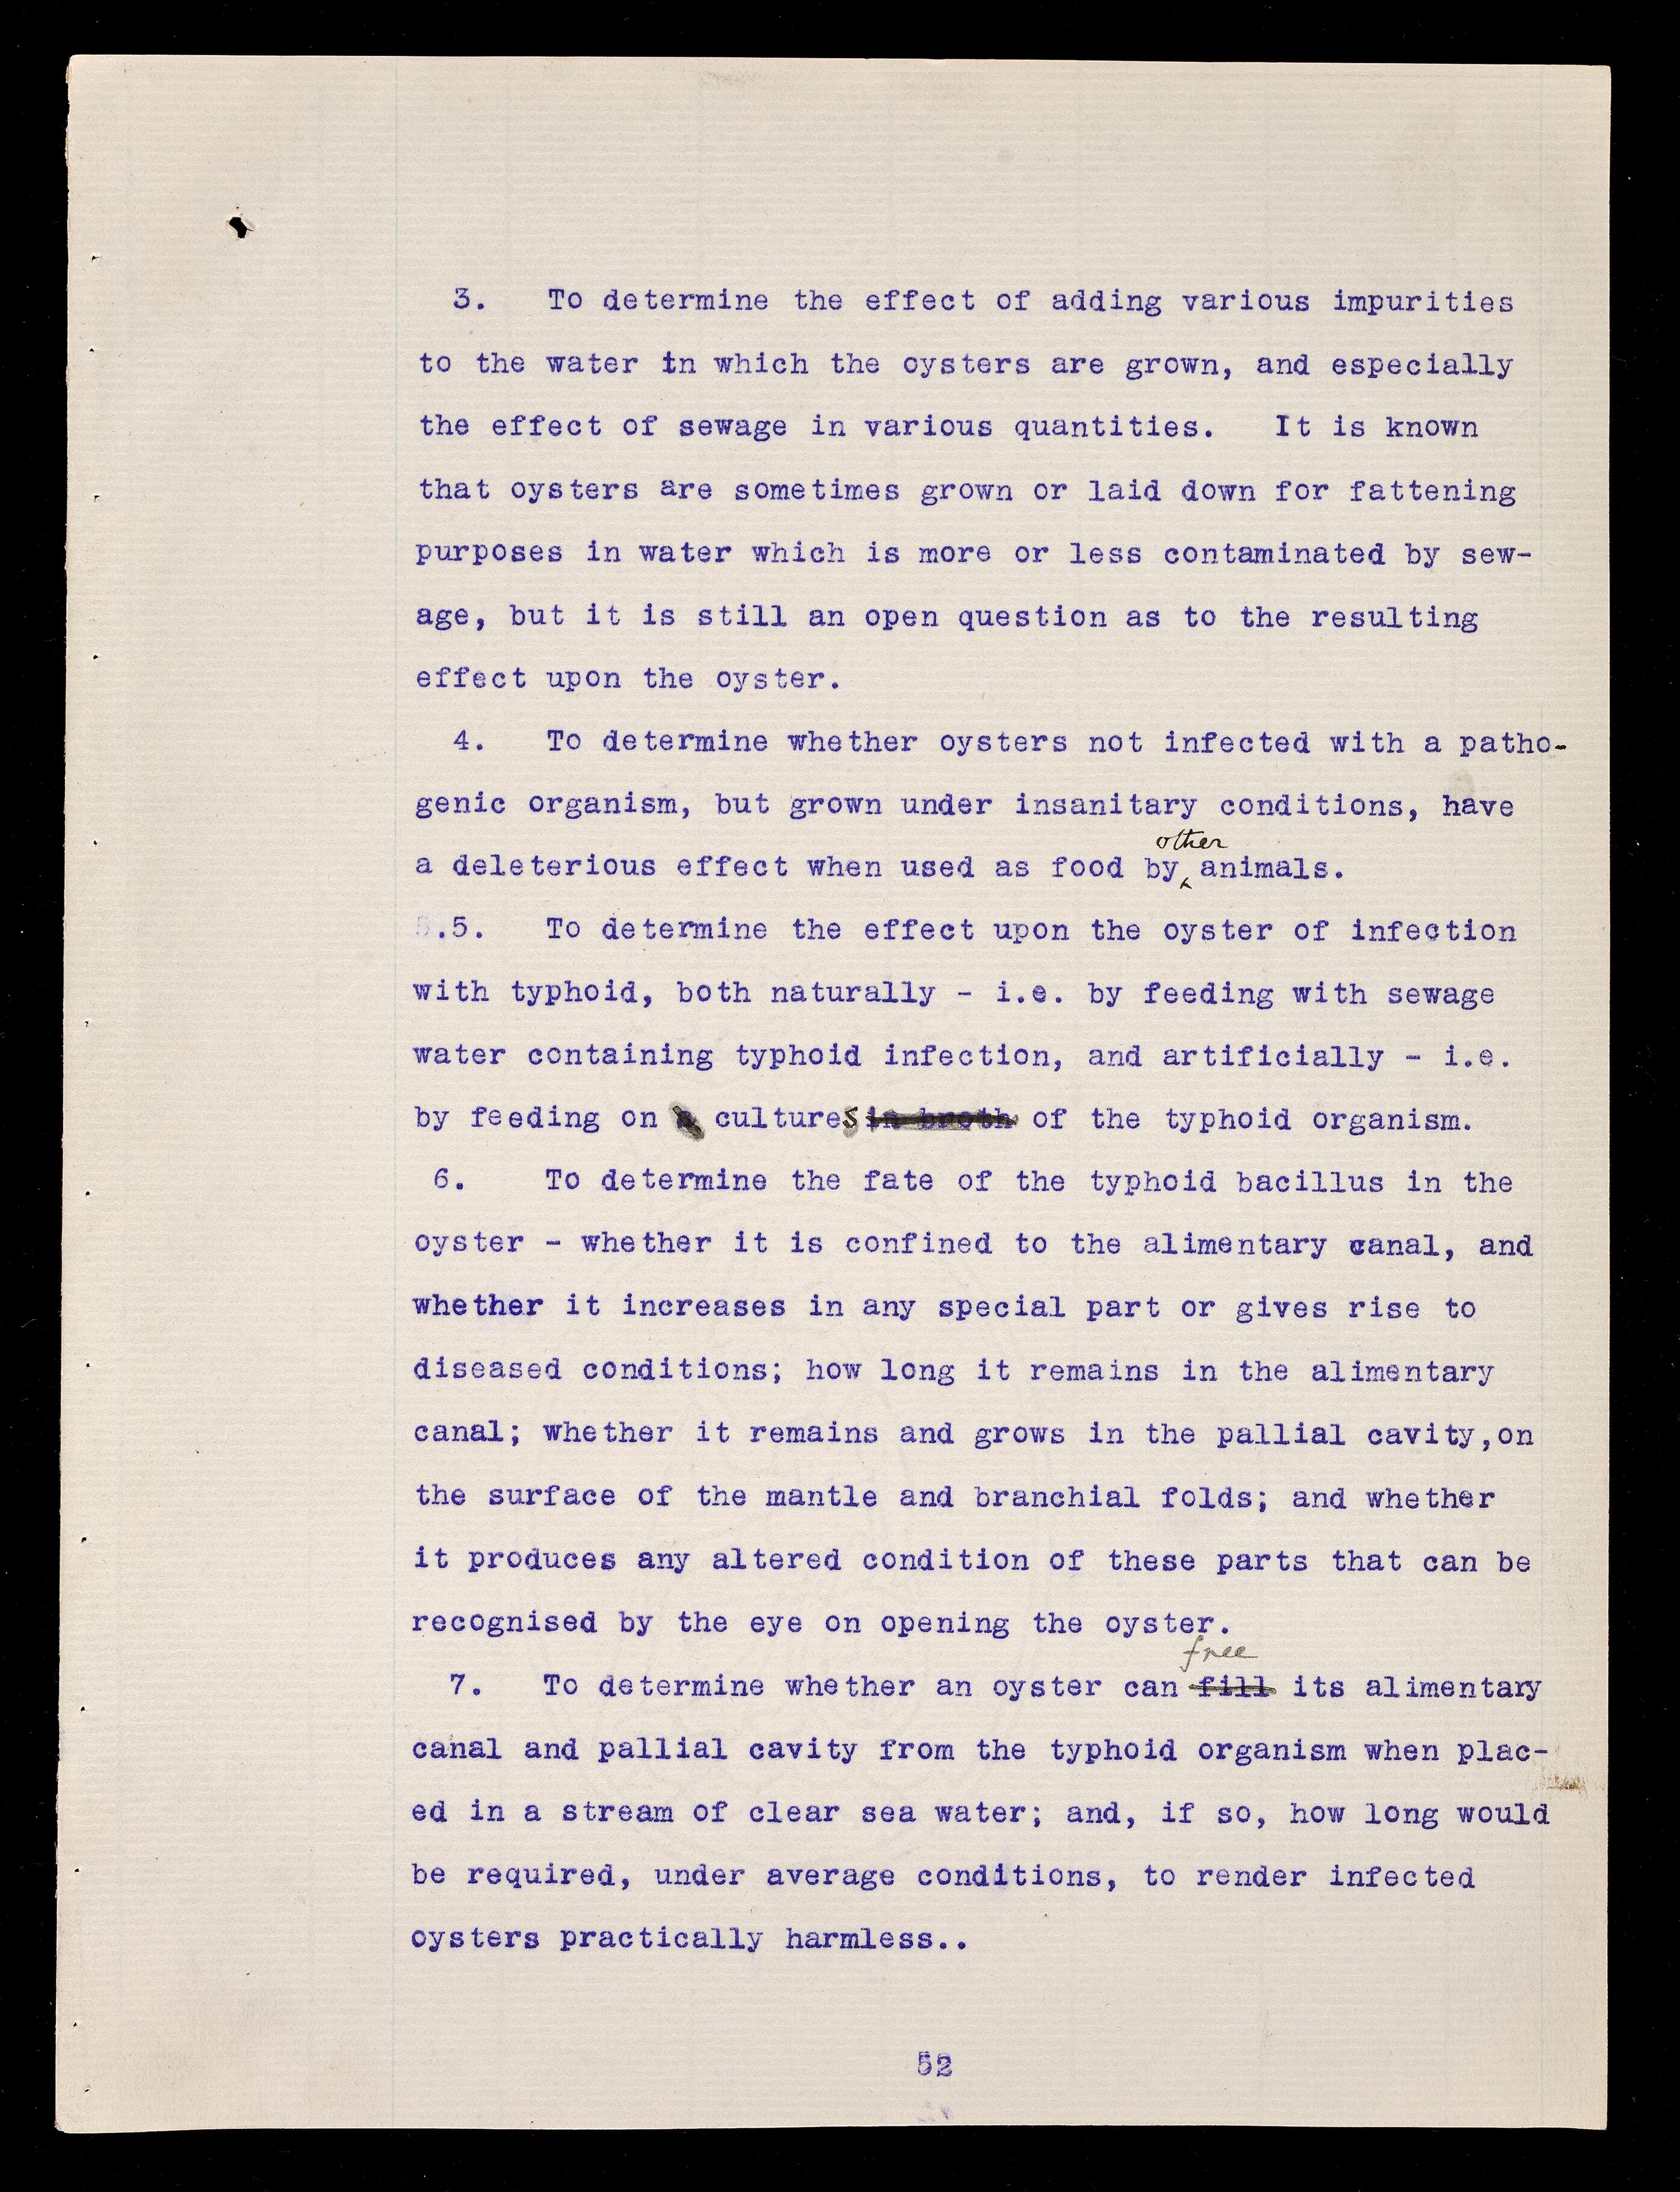 3. To determine the effect of adding various impurities
to the water in which the oysters are grown, and especially
the effect of sewage in various quantities. It is known
that oysters are sometimes grown or laid down for fattening
purposes in water which is more or less contaminated by sew-
age, but it is still an open question as to the resulting
effect upon the oyster.
4. To determine whether oysters not infected with a patho-
genic organism, but grown under insanitary conditions, have
other
a deleterious effect when used as food by animals.
5.5. To determine the effect upon the oyster of infection
with typhoid, both naturally - i.e. by feeding with sewage
water containing typhoid infection, and artificially - i.e.
by feeding on a cultures in broth of the typhoid organism.
6. To determine the fate of the typhoid bacillus in the
oyster - whether it is confined to the alimentary canal, and
whether it increases in any special part or gives rise to
diseased conditions; how long it remains in the alimentary
canal; whether it remains and grows in the pallial cavity,on
the surface of the mantle and branchial folds; and whether
it produces any altered condition of these parts that can be
recognised by the eye on opening the oyster.
free
7. To determine whether an oyster can fill its alimentary
canal and pallial cavity from the typhoid organism when plac-
ed in a stream of clear sea water; and, if so, how long would
be required, under average conditions, to render infected
oysters practically harmless..
52